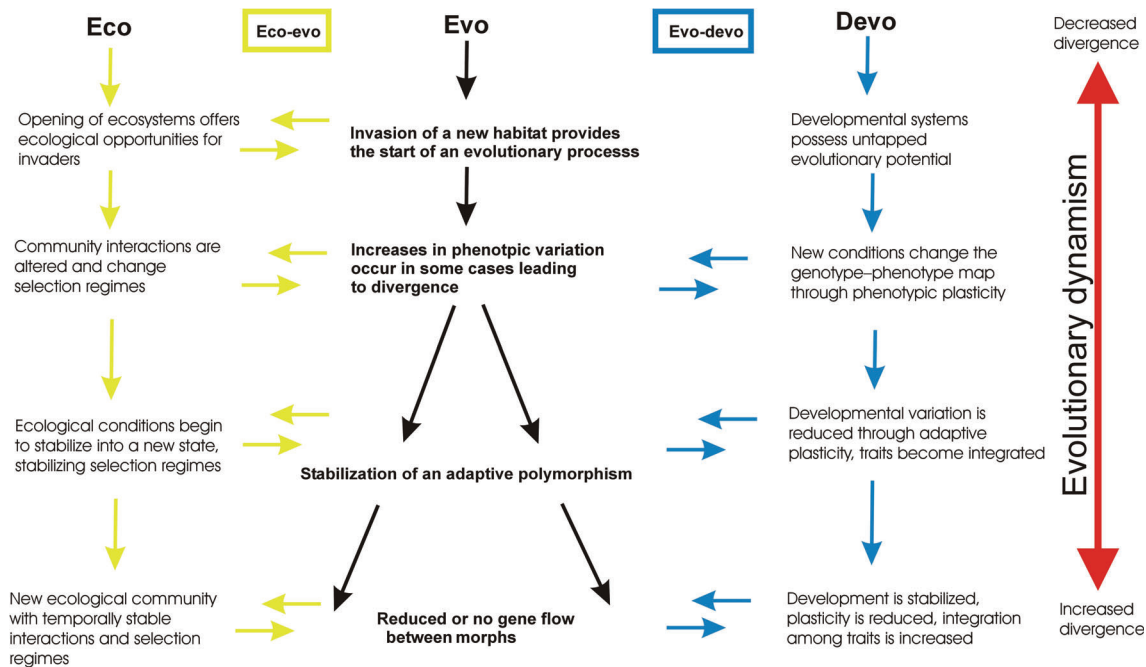 Eco
Eco-evo
Evo
Evo-devo
Devo
Decreased
divergence
Opening of ecosystems offers
ecological opportunities for
invaders
Invasion of a new habitat provides
the start of an evolutionary processs
Developmental systems
possess untapped
evolutionary potential
Community interactions are
altered and change
selection regimes
Increases in phenotpic variation
occur in some cases leading
to divergence
New conditions change the
genotype–phenotype map
through phenotypic plasticity
Evolutionary dynamism
Ecological conditions begin
to stabilize into a new state,
stabilizing selection regimes
Stabilization of an adaptive polymorphism
Developmental variation is
reduced through adaptive
plasticity, traits become integrated
New ecological community
with temporally stable
interactions and selection
regimes
Reduced or no gene flow
between morphs
Development is stabilized,
plasticity is reduced, integration
among traits is increased
Increased
divergence